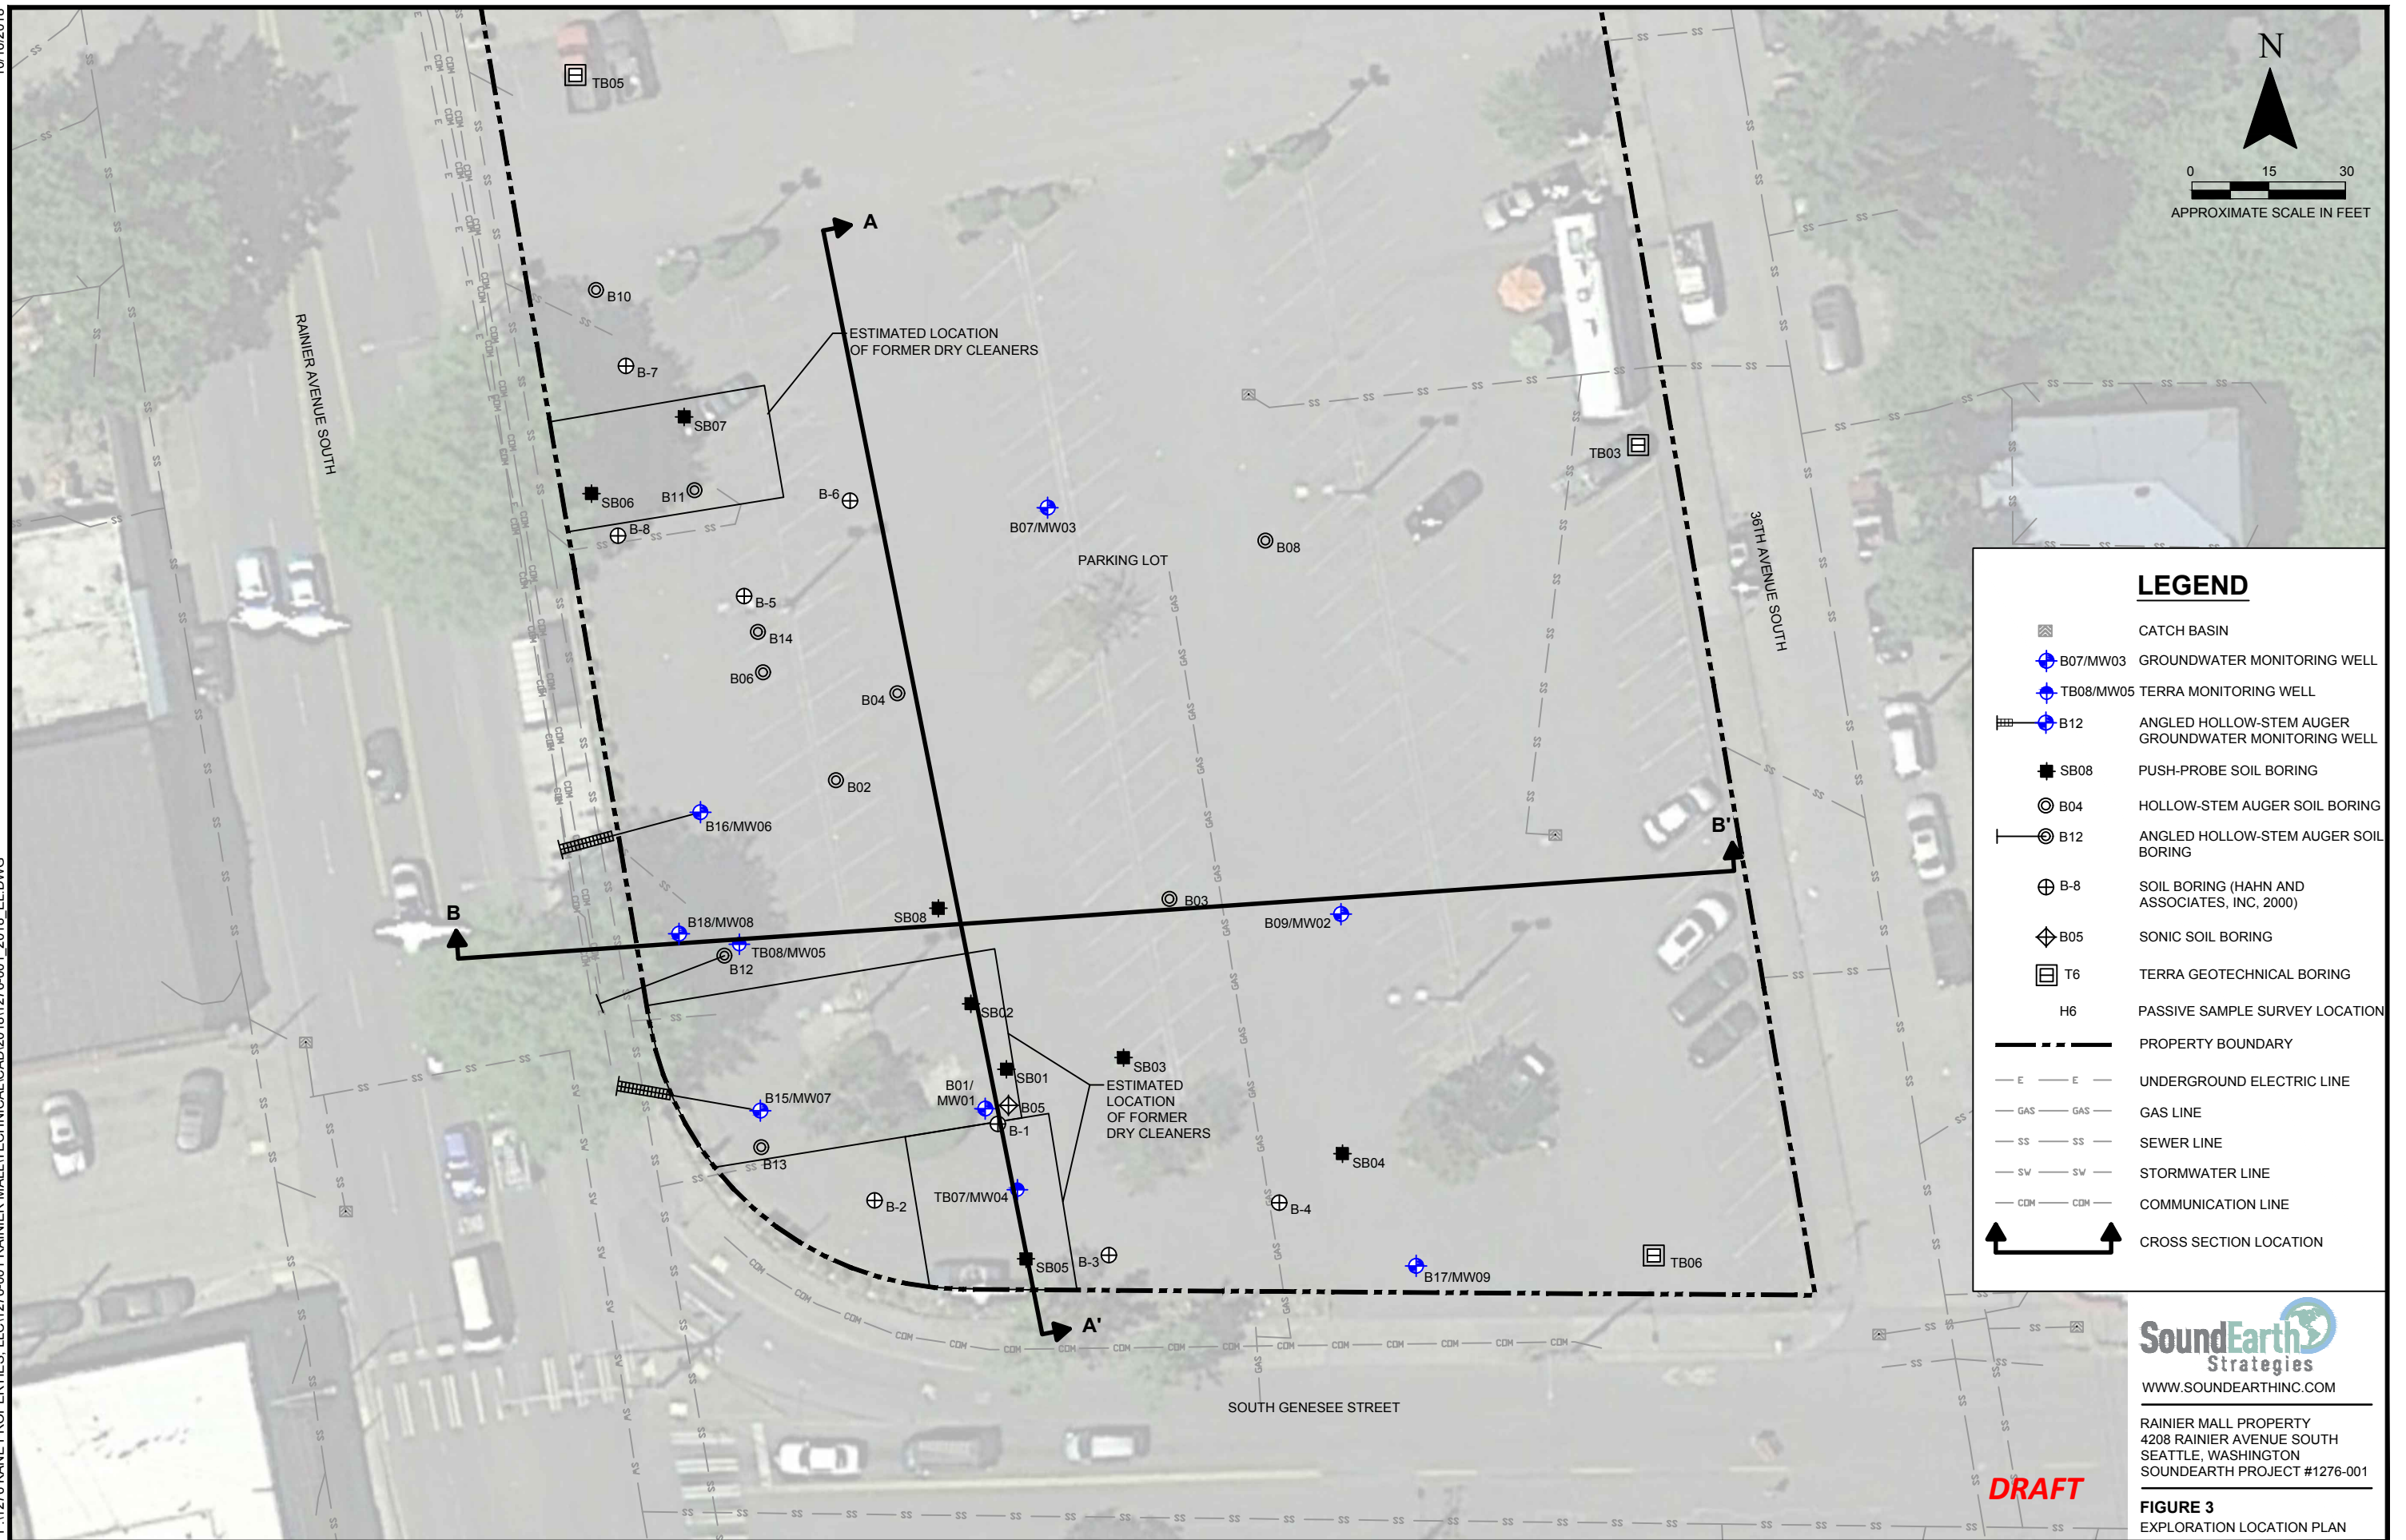 N
0 15 30
APPROXIMATE SCALE IN FEET
TB05
A
B10
ESTIMATED LOCATION
OF FORMER DRY CLEANERS
B-7
RAINIER AVENUE SOUTH
SB07
TB03
SB06
B11
B-6
B07/MW03
B-8
B08
PARKING LOT
36TH AVENUE SOUTH
B-5
B14
B06
B04
B02
B16/MW06
B'
B
SB08
B03
B09/MW02
B18/MW08
TB08/MW05
B12
SB02
SB03
SB01
B01/
MW01
B05
ESTIMATED
LOCATION
OF FORMER
DRY CLEANERS
B15/MW07
B-1
B13
SB04
TB07/MW04
B-2
B-4
SB05
B-3
TB06
B17/MW09
A'
SOUTH GENESEE STREET
LEGEND
CATCH BASIN
B07/MW03 GROUNDWATER MONITORING WELL
TB08/MW05 TERRA MONITORING WELL
B12 ANGLED HOLLOW-STEM AUGER
GROUNDWATER MONITORING WELL
SB08 PUSH-PROBE SOIL BORING
B04 HOLLOW-STEM AUGER SOIL BORING
B12 ANGLED HOLLOW-STEM AUGER SOIL
BORING
B-8 SOIL BORING (HAHN AND
ASSOCIATES, INC, 2000)
B05 SONIC SOIL BORING
T6 TERRA GEOTECHNICAL BORING
H6 PASSIVE SAMPLE SURVEY LOCATION
PROPERTY BOUNDARY
E E UNDERGROUND ELECTRIC LINE
GAS GAS GAS LINE
SS SS SEWER LINE
SW SW STORMWATER LINE
COM COM COMMUNICATION LINE
CROSS SECTION LOCATION
SoundEarth
Strategies
WWW.SOUNDEARTHINC.COM
RAINIER MALL PROPERTY
4208 RAINIER AVENUE SOUTH
SEATTLE, WASHINGTON
SOUNDEARTH PROJECT #1276-001
DRAFT
FIGURE 3
EXPLORATION LOCATION PLAN